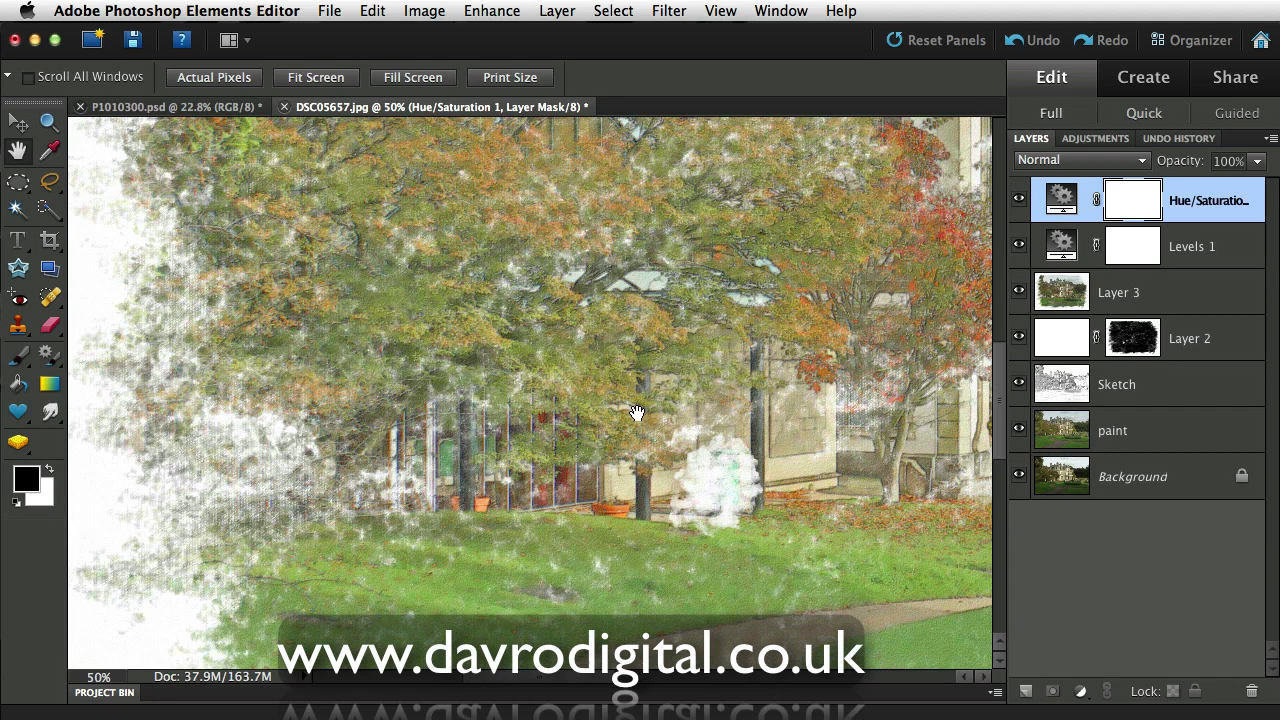 Adobe Photoshop Elements Editor File Edit Image Enhance Layer Select Filter View Window Help
Reset Panels Undo Redo Organizer
Scroll All Windows Actual Pixels Fit Screen Fill Screen Print Size
Edit Create Share
P1010300.psd @ 22.8% (RGB/8) * DSC05657.jpg @ 50% (Hue/Saturation 1, Layer Mask/8) *
Full Quick Guided
LAYERS ADJUSTMENTS UNDO HISTORY
Normal Opacity: 100%
Hue/Saturatio...
Levels 1
Layer 3
Layer 2
Sketch
paint
Background
www.davrodigital.co.uk
50% Doc: 37.9M/163.7M
PROJECT BIN
Lock: